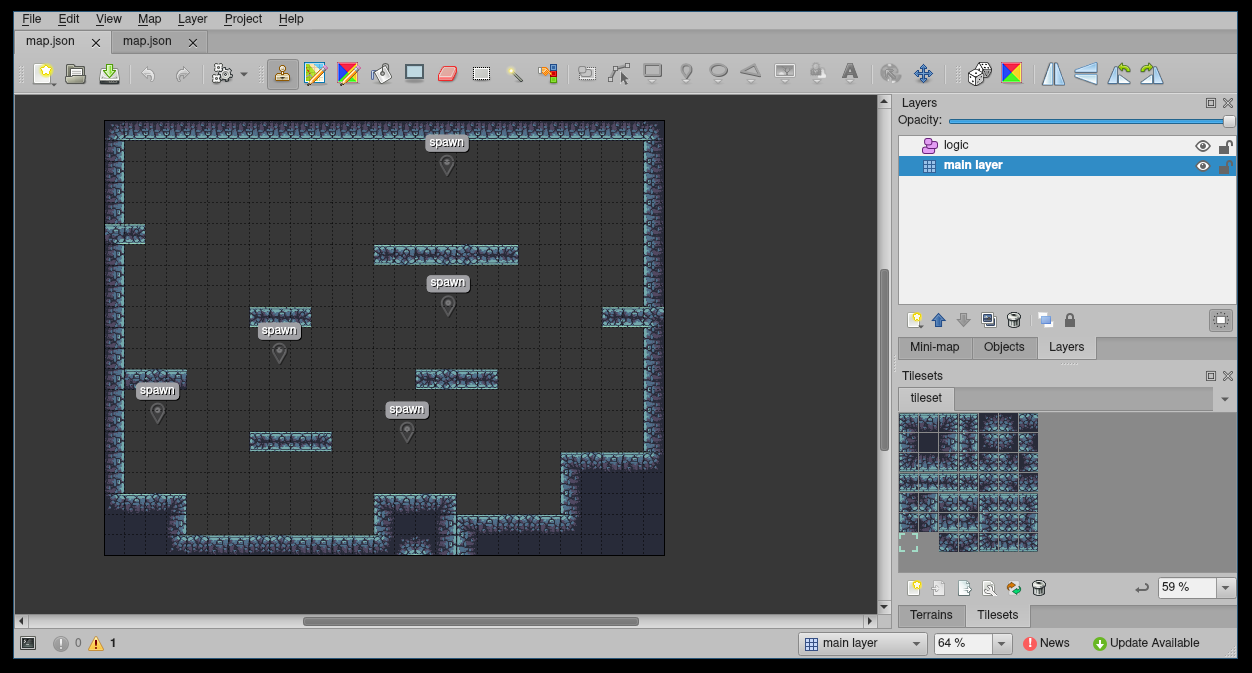 File Edit View Map Layer Project Help
map.json map.json
Layers
Opacity:
logic
main layer
Mini-map Objects Layers
Tilesets
tileset
59 %
Terrains Tilesets
spawn
spawn
spawn
spawn
spawn
0 1 main layer 64 % News Update Available